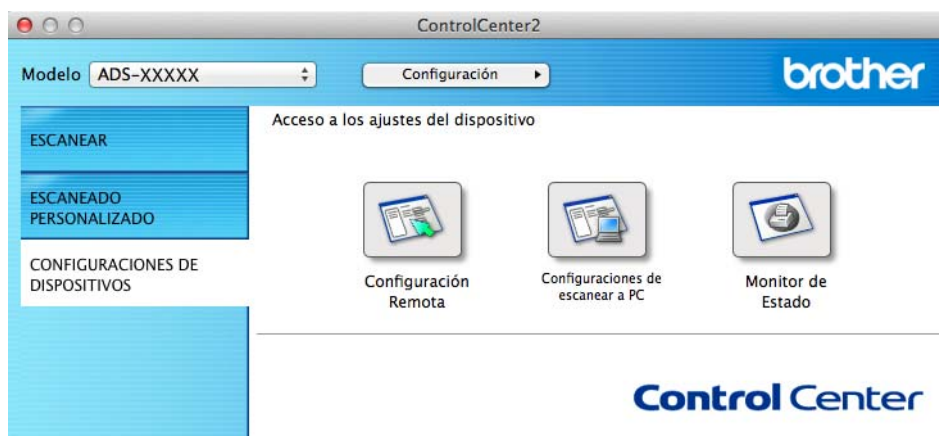 ControlCenter2
Modelo ADS-XXXXX Configuración
brother
ESCANEAR
ESCANEADO
PERSONALIZADO
CONFIGURACIONES DE
DISPOSITIVOS
Acceso a los ajustes del dispositivo
Configuración
Remota
Configuraciones de
escanear a PC
Monitor de
Estado
Control Center